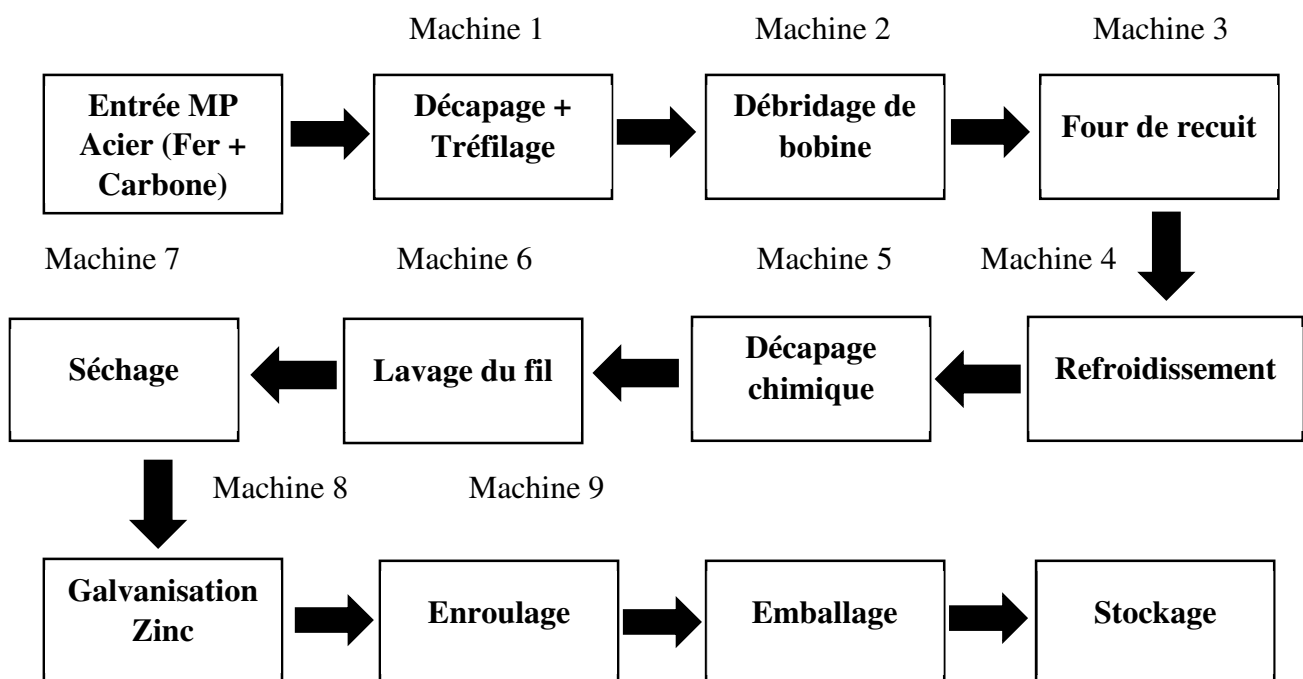 Machine 1
Machine 2
Machine 3
Entrée MP
Acier (Fer +
Carbone)
Décapage +
Tréfilage
Débridage de
bobine
Four de recuit
Machine 7
Machine 6
Machine 5
Machine 4
Séchage
Lavage du fil
Décapage
chimique
Refroidissement
Machine 8
Machine 9
Galvanisation
Zinc
Enroulage
Emballage
Stockage